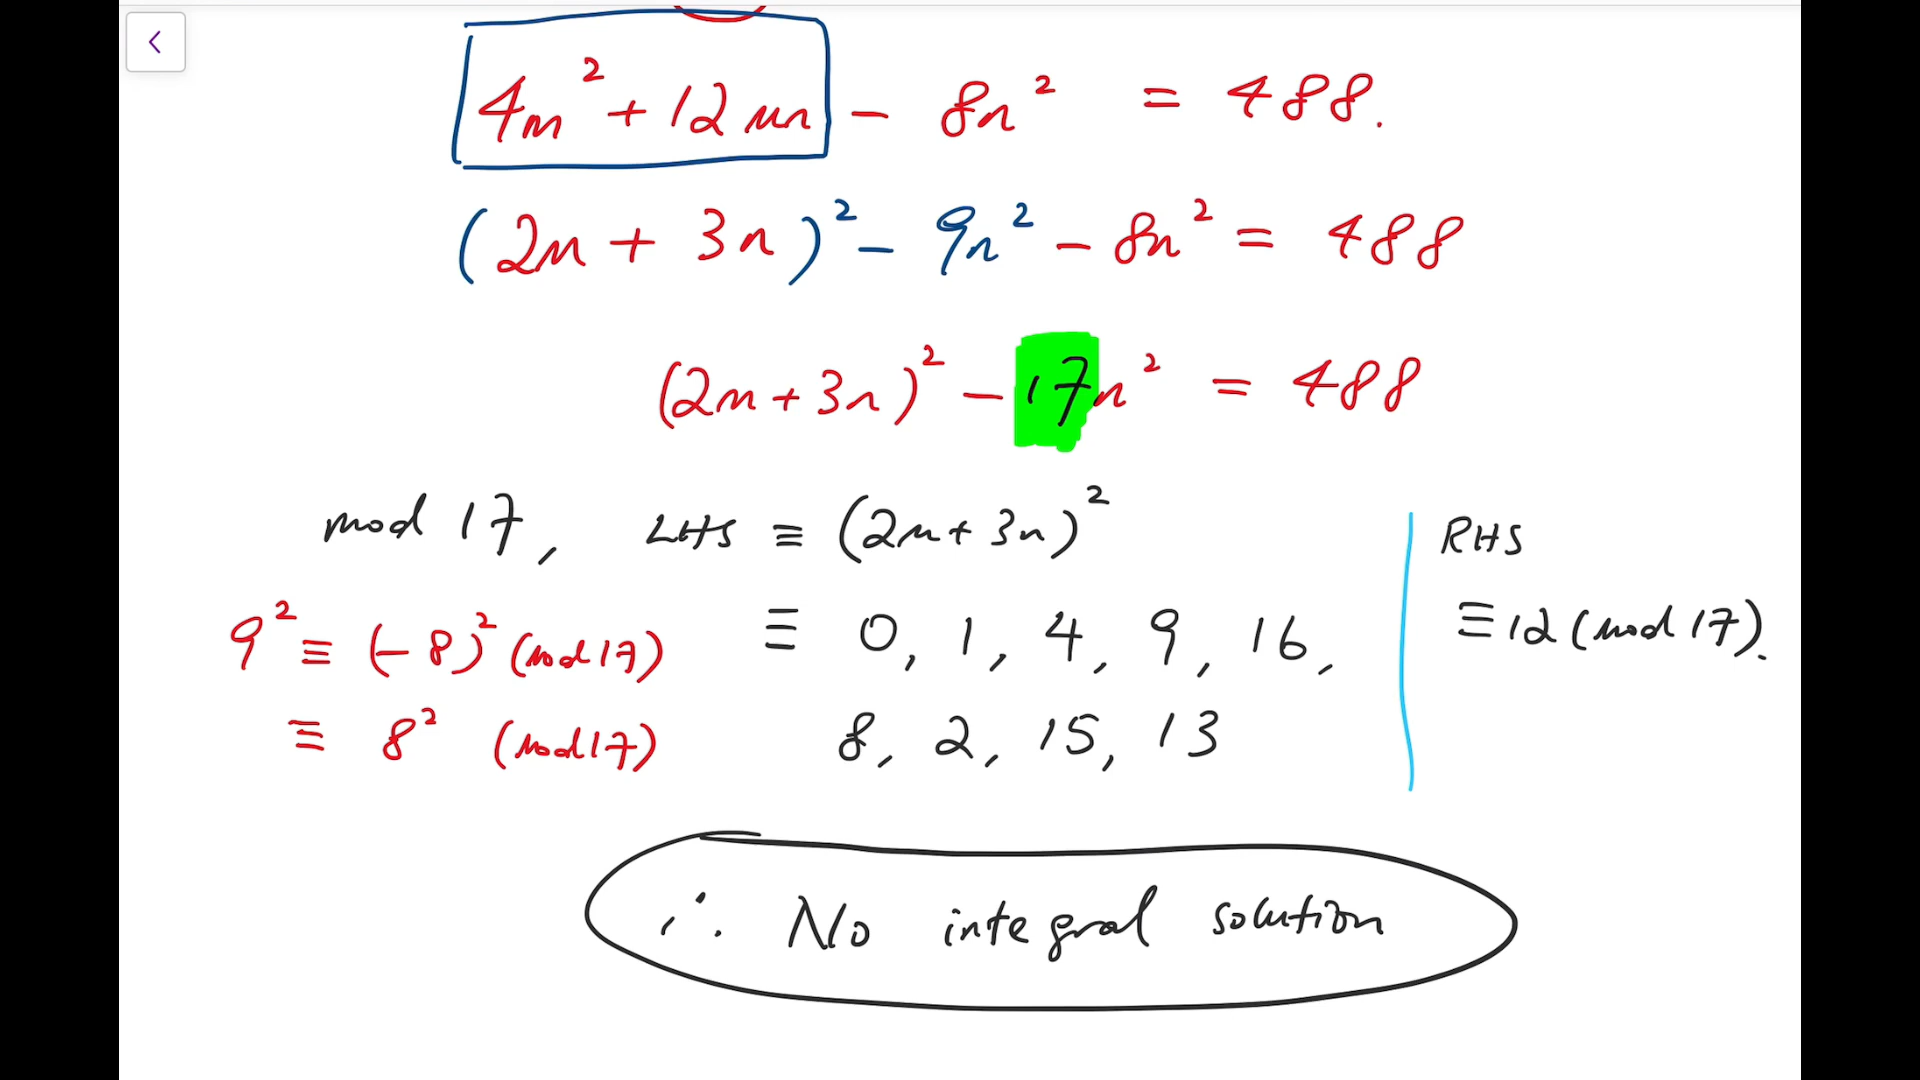 4m² + 12mn - 8n² = 488.
(2m + 3n)² - 9n² - 8n² = 488
(2m + 3n)² - 17n² = 488
mod 17, LHS ≡ (2m + 3n)²
≡ 0, 1, 4, 9, 16,
8, 2, 15, 13
9² ≡ (-8)² (mod 17)
≡ 8² (mod 17)
RHS
≡ 12 (mod 17).
∴ No integral solution